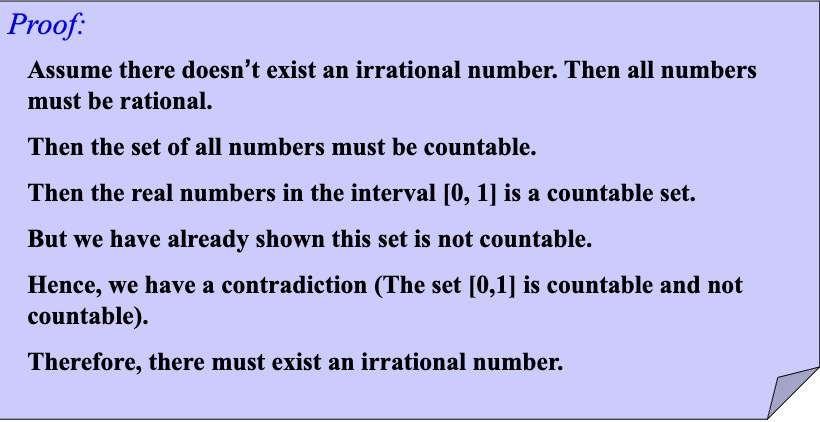 Proof:
Assume there doesn’t exist an irrational number. Then all numbers
must be rational.
Then the set of all numbers must be countable.
Then the real numbers in the interval [0, 1] is a countable set.
But we have already shown this set is not countable.
Hence, we have a contradiction (The set [0,1] is countable and not
countable).
Therefore, there must exist an irrational number.